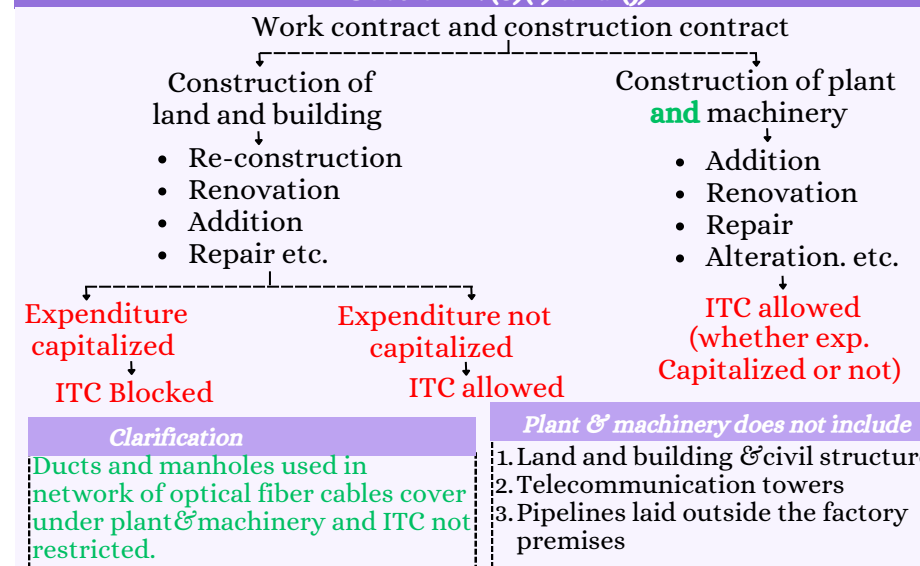 Work contract and construction contract
Construction of
land and building
• Re-construction
• Renovation
• Addition
• Repair etc.
Construction of plant
and machinery
• Addition
• Renovation
• Repair
• Alteration. etc.
Expenditure
capitalized
ITC Blocked
Expenditure not
capitalized
ITC allowed
ITC allowed
(whether exp.
Capitalized or not)
Clarification
Ducts and manholes used in
network of optical fiber cables cover
under plant&machinery and ITC not
restricted.
Plant & machinery does not include
1. Land and building &civil structur
2. Telecommunication towers
3. Pipelines laid outside the factory
premises